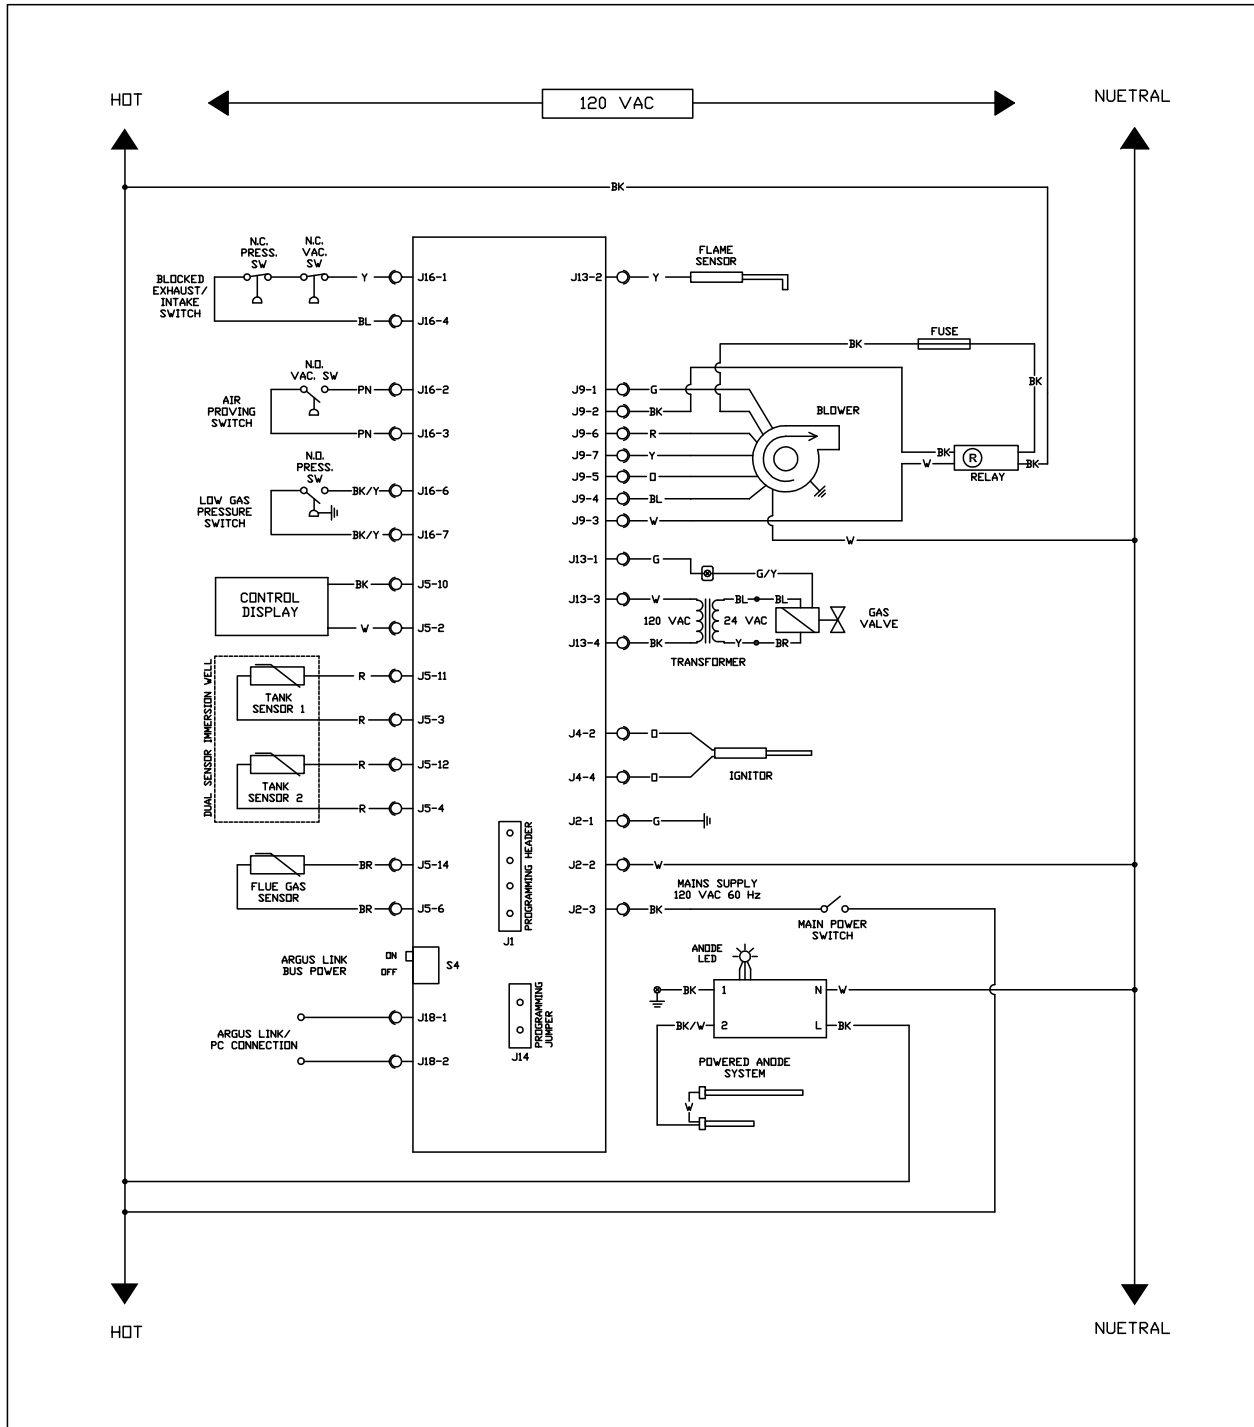 HOT
120 VAC
NUETRAL
BK
N.C.
PRESS.
SW
N.C.
VAC.
SW
BLOCKED
EXHAUST/
INTAKE
SWITCH
Y
J16-1
BL
J16-4
J13-2
Y
FLAME
SENSOR
N.O.
VAC. SW
AIR
PROVING
SWITCH
PN
J16-2
PN
J16-3
N.O.
PRESS.
SW
LOW GAS
PRESSURE
SWITCH
BK/Y
J16-6
BK/Y
J16-7
FUSE
BK
BK
J9-1
G
J9-2
BK
J9-6
R
J9-7
Y
J9-5
O
J9-4
BL
J9-3
W
BLOWER
BK
W
R
BK
RELAY
W
CONTROL
DISPLAY
BK
J5-10
W
J5-2
J13-1
G
G/Y
J13-3
W
BL
BL
120 VAC
24 VAC
J13-4
BK
Y
BR
TRANSFORMER
GAS
VALVE
DUAL SENSOR IMMERSION WELL
TANK
SENSOR 1
R
J5-11
R
J5-3
TANK
SENSOR 2
R
J5-12
R
J5-4
J4-2
O
J4-4
O
IGNITOR
J2-1
G
J2-2
W
FLUE GAS
SENSOR
BR
J5-14
BR
J5-6
PROGRAMMING HEADER
J1
MAINS SUPPLY
120 VAC 60 Hz
J2-3
BK
MAIN POWER
SWITCH
ARGUS LINK
BUS POWER
ON
OFF
S4
PROGRAMMING
JUMPER
J14
ARGUS LINK/
PC CONNECTION
J18-1
J18-2
ANODE
LED
BK
1
N
W
BK/W
2
L
BK
POWERED ANODE
SYSTEM
W
HOT
NUETRAL